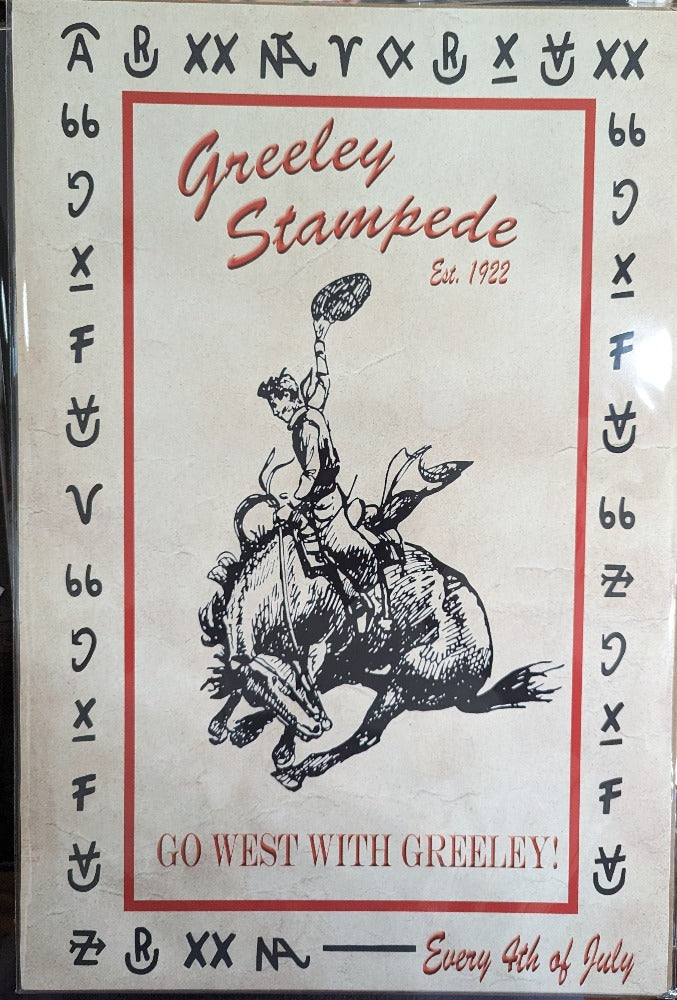 Greeley
Stampede
Est. 1922
GO WEST WITH GREELEY!
Every 4th of July